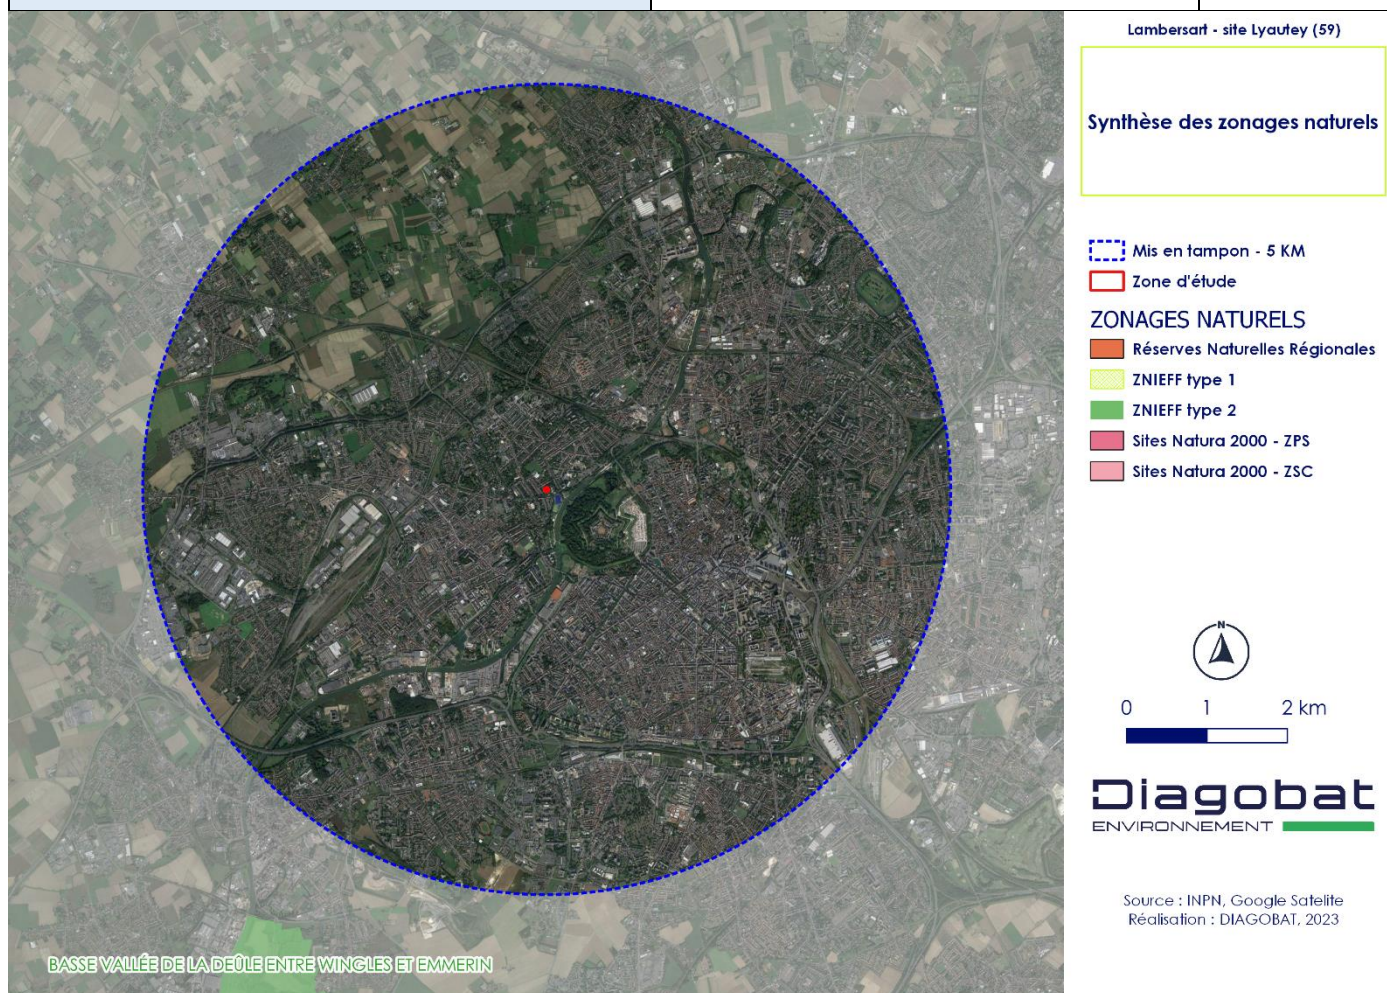 Lambersart - site Lyautey (59)
Synthèse des zonages naturels
Mis en tampon - 5 KM
Zone d'étude
ZONAGES NATURELS
Réserves Naturelles Régionales
ZNIEFF type 1
ZNIEFF type 2
Sites Natura 2000 - ZPS
Sites Natura 2000 - ZSC
N
0 1 2 km
Diagobat
ENVIRONNEMENT
Source : INPN, Google Satelite
Réalisation : DIAGOBAT, 2023
BASSE VALLÉE DE LA DEÛLE ENTRE WINGLES ET EMMERIN